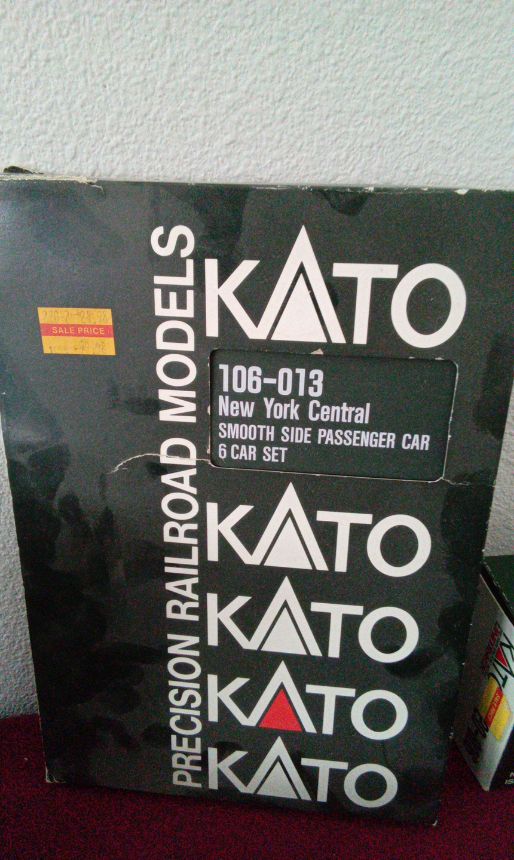 PRECISION RAILROAD MODELS
KATO
SALE PRICE
106-013
New York Central
SMOOTH SIDE PASSENGER CAR
6 CAR SET
KATO
KATO
KATO
KATO